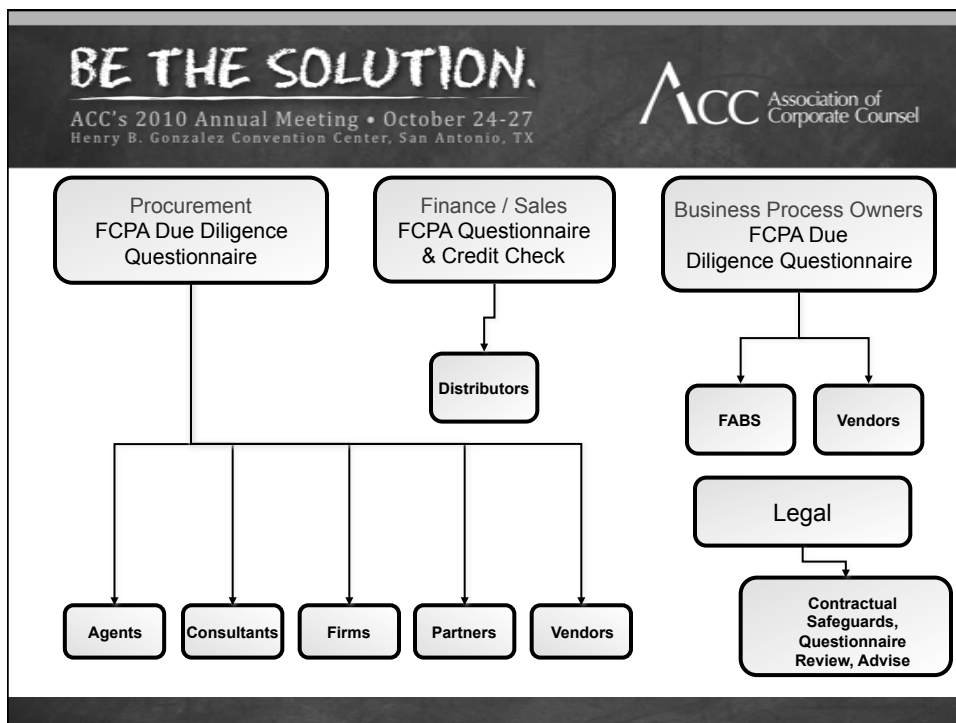 BE THE SOLUTION.
ACC's 2010 Annual Meeting • October 24-27
Henry B. Gonzalez Convention Center, San Antonio, TX
ACC Association of
Corporate Counsel
Procurement
FCPA Due Diligence
Questionnaire
Finance / Sales
FCPA Questionnaire
& Credit Check
Business Process Owners
FCPA Due
Diligence Questionnaire
Distributors
FABS
Vendors
Legal
Agents
Consultants
Firms
Partners
Vendors
Contractual
Safeguards,
Questionnaire
Review, Advise